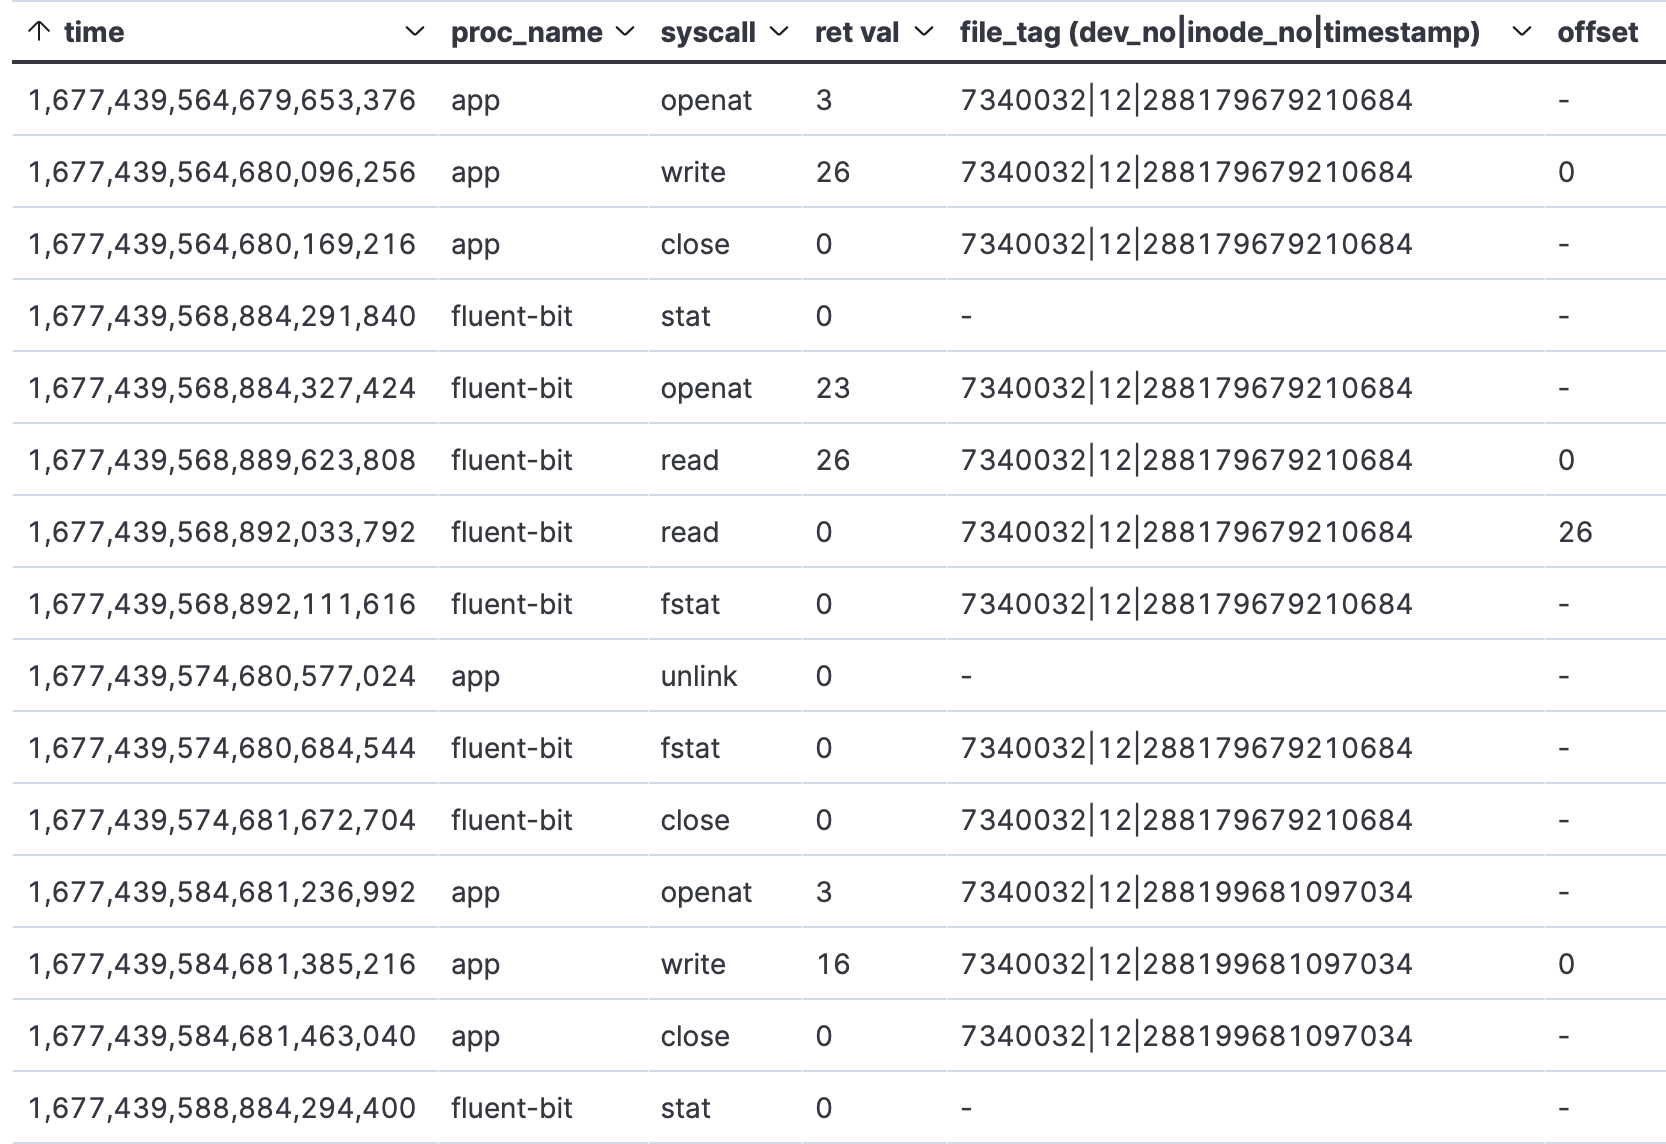 time proc_name syscall ret val file_tag (dev_no|inode_no|timestamp) offset
1,677,439,564,679,653,376 app openat 3 7340032|12|288179679210684 -
1,677,439,564,680,096,256 app write 26 7340032|12|288179679210684 0
1,677,439,564,680,169,216 app close 0 7340032|12|288179679210684 -
1,677,439,568,884,291,840 fluent-bit stat 0 - -
1,677,439,568,884,327,424 fluent-bit openat 23 7340032|12|288179679210684 -
1,677,439,568,889,623,808 fluent-bit read 26 7340032|12|288179679210684 0
1,677,439,568,892,033,792 fluent-bit read 0 7340032|12|288179679210684 26
1,677,439,568,892,111,616 fluent-bit fstat 0 7340032|12|288179679210684 -
1,677,439,574,680,577,024 app unlink 0 - -
1,677,439,574,680,684,544 fluent-bit fstat 0 7340032|12|288179679210684 -
1,677,439,574,681,672,704 fluent-bit close 0 7340032|12|288179679210684 -
1,677,439,584,681,236,992 app openat 3 7340032|12|288199681097034 -
1,677,439,584,681,385,216 app write 16 7340032|12|288199681097034 0
1,677,439,584,681,463,040 app close 0 7340032|12|288199681097034 -
1,677,439,588,884,294,400 fluent-bit stat 0 - -